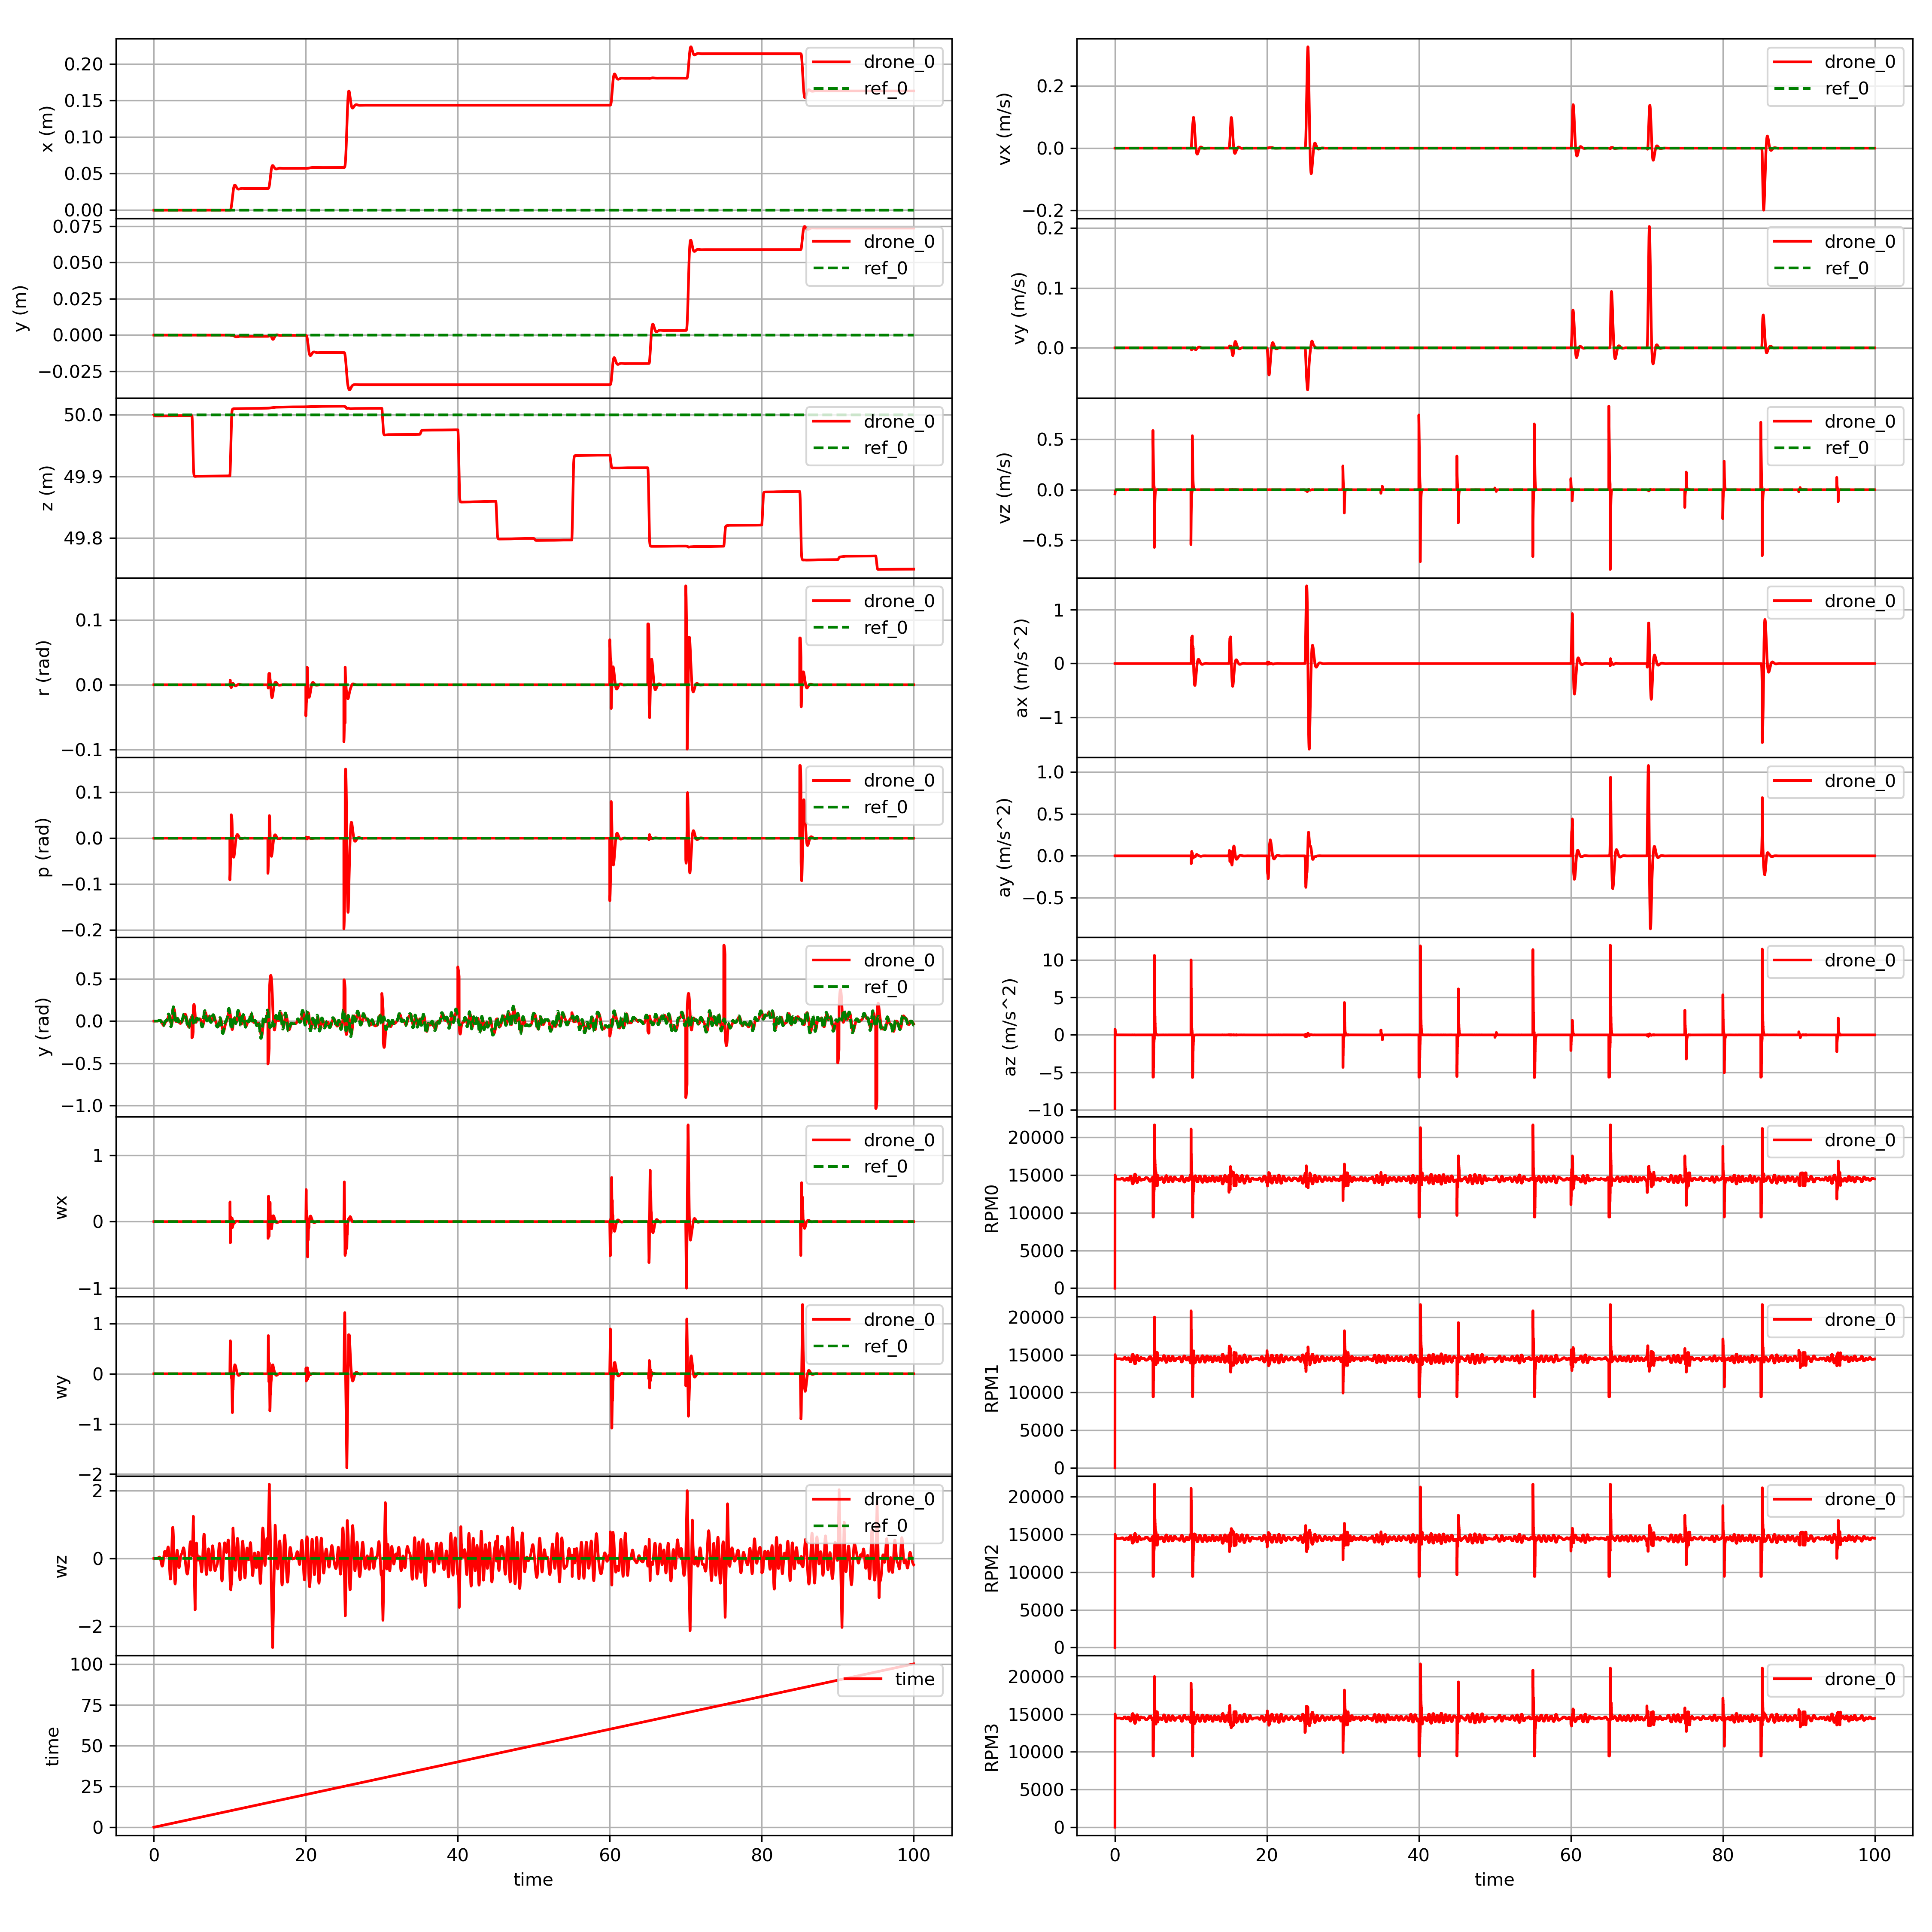 x (m)
0.20
0.15
0.10
0.05
0.00
drone_0
ref_0
y (m)
0.075
0.050
0.025
0.000
−0.025
drone_0
ref_0
z (m)
50.0
49.9
49.8
drone_0
ref_0
r (rad)
0.1
0.0
−0.1
drone_0
ref_0
p (rad)
0.1
0.0
−0.1
−0.2
drone_0
ref_0
y (rad)
0.5
0.0
−0.5
−1.0
drone_0
ref_0
wx
1
0
−1
drone_0
ref_0
wy
1
0
−1
−2
drone_0
ref_0
wz
2
0
−2
drone_0
ref_0
time
100
75
50
25
0
time
0 20 40 60 80 100
time
vx (m/s)
0.2
0.0
−0.2
drone_0
ref_0
vy (m/s)
0.2
0.1
0.0
drone_0
ref_0
vz (m/s)
0.5
0.0
−0.5
drone_0
ref_0
ax (m/s^2)
1
0
−1
drone_0
ay (m/s^2)
1.0
0.5
0.0
−0.5
drone_0
az (m/s^2)
10
5
0
−5
−10
drone_0
RPM0
20000
15000
10000
5000
0
drone_0
RPM1
20000
15000
10000
5000
0
drone_0
RPM2
20000
15000
10000
5000
0
drone_0
RPM3
20000
15000
10000
5000
0
drone_0
0 20 40 60 80 100
time